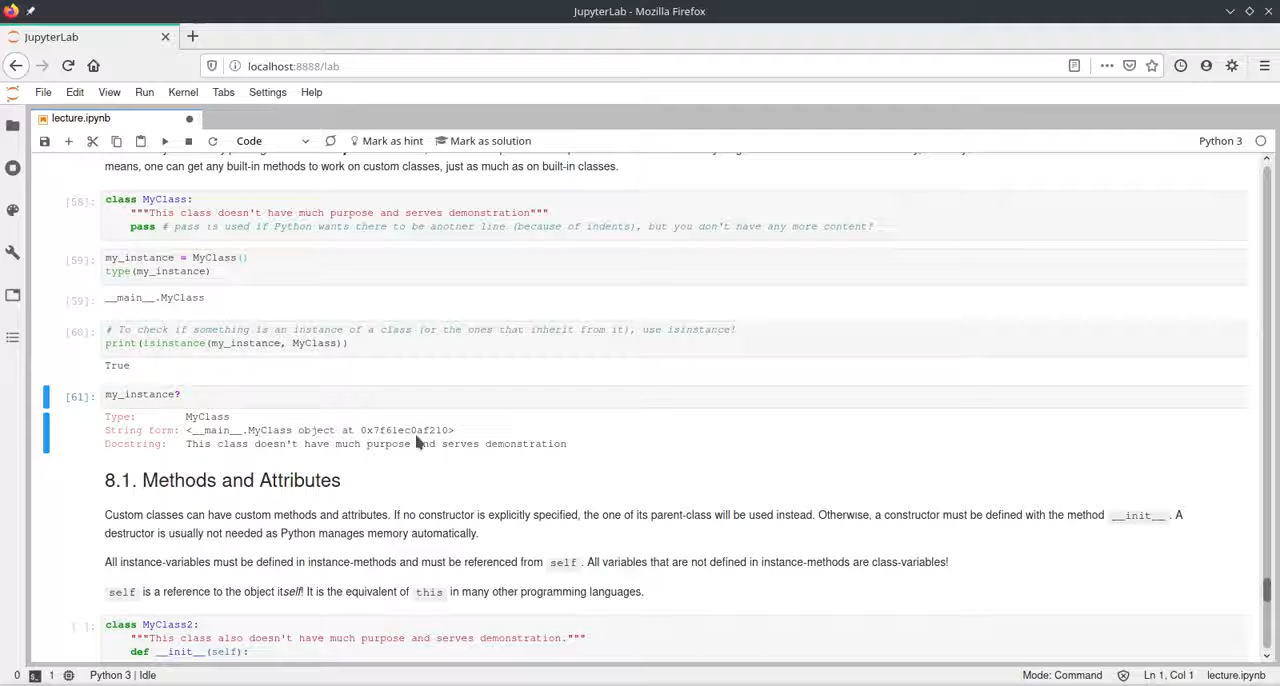 JupyterLab - Mozilla Firefox
JupyterLab
localhost:8888/lab
File Edit View Run Kernel Tabs Settings Help
lecture.ipynb
Code Mark as hint Mark as solution Python 3
means, one can get any built-in methods to work on custom classes, just as much as on built-in classes.
[58]: class MyClass:
"""This class doesn't have much purpose and serves demonstration"""
pass # pass is used if Python wants there to be another line (because of indents), but you don't have any more content!
[59]: my_instance = MyClass()
type(my_instance)
[59]: __main__.MyClass
[60]: # To check if something is an instance of a class (or the ones that inherit from it), use isinstance!
print(isinstance(my_instance, MyClass))
True
[61]: my_instance?
Type: MyClass
String form: <__main__.MyClass object at 0x7f61ec0af210>
Docstring: This class doesn't have much purpose and serves demonstration
8.1. Methods and Attributes
Custom classes can have custom methods and attributes. If no constructor is explicitly specified, the one of its parent-class will be used instead. Otherwise, a constructor must be defined with the method __init__. A
destructor is usually not needed as Python manages memory automatically.
All instance-variables must be defined in instance-methods and must be referenced from self. All variables that are not defined in instance-methods are class-variables!
self is a reference to the object itself! It is the equivalent of this in many other programming languages.
[ ]: class MyClass2:
"""This class also doesn't have much purpose and serves demonstration."""
def __init__(self):
0 1 Python 3 | Idle Mode: Command Ln 1, Col 1 lecture.ipynb